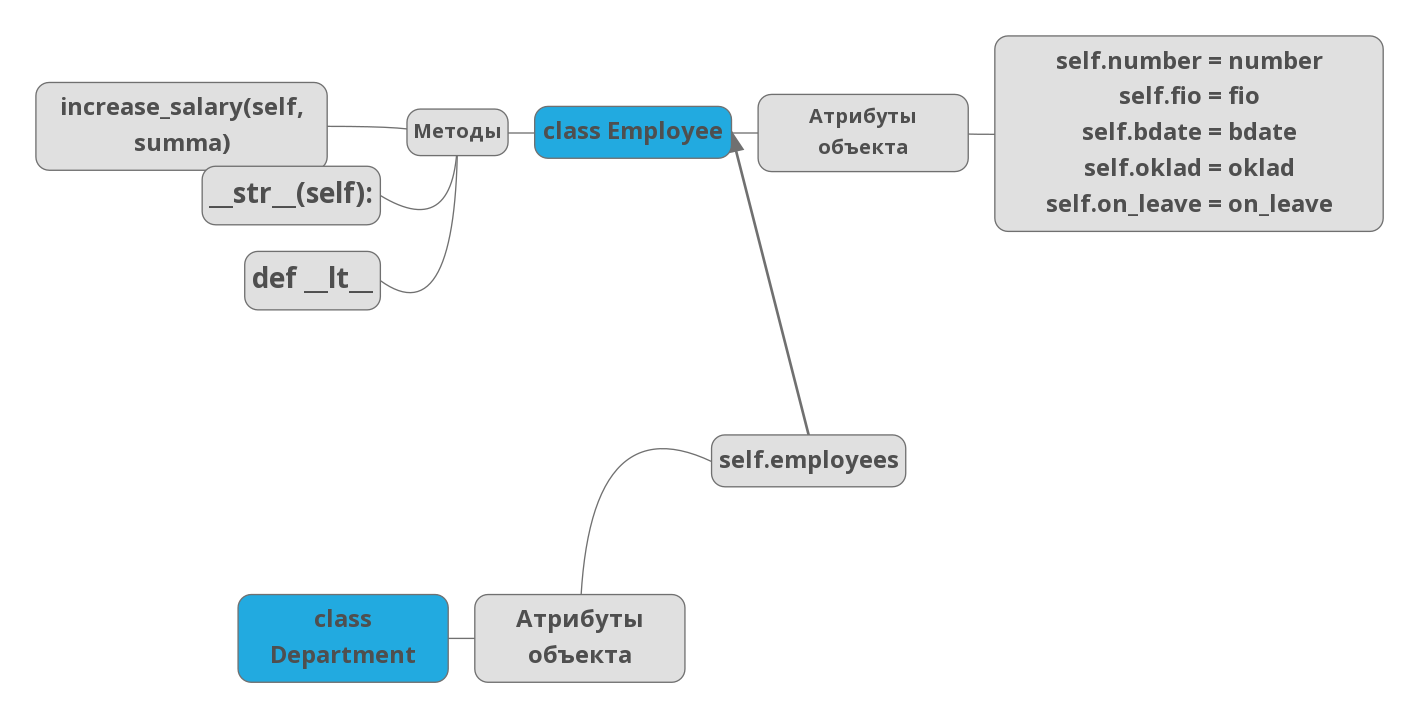 increase_salary(self,
summa)
__str__(self):
def __lt__
Методы
class Employee
Атрибуты
объекта
self.number = number
self.fio = fio
self.bdate = bdate
self.oklad = oklad
self.on_leave = on_leave
self.employees
class
Department
Атрибуты
объекта